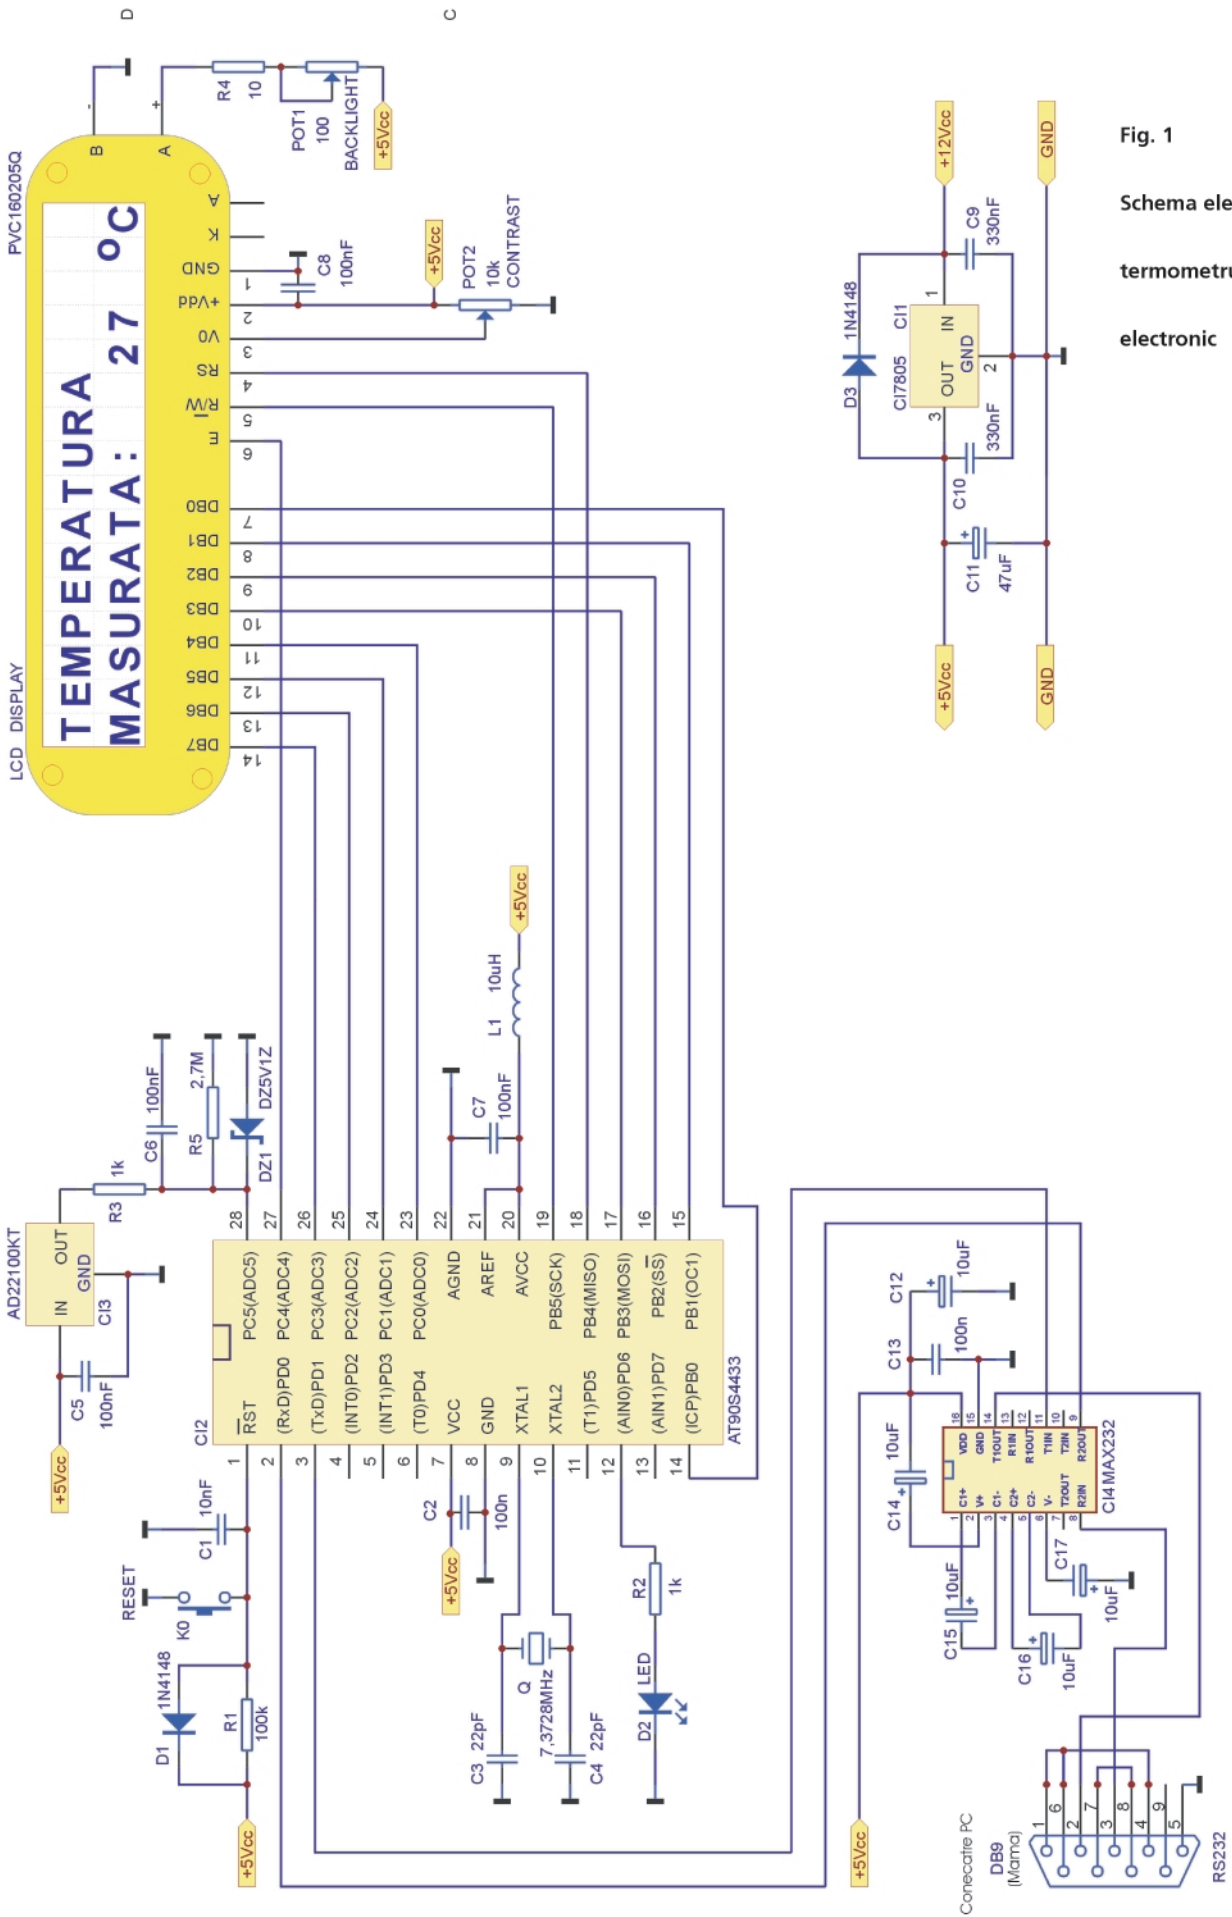 D
C
LCD DISPLAY
PVC160205Q
TEMPERATURA
MASURATA: 27 °C
B
-
A
+
R4
10
POT1
100
BACKLIGHT
+5Vcc
DB7
DB6
DB5
DB4
DB3
DB2
DB1
DB0
E
R/W
RS
V0
+Vdd
GND
K
A
14
13
12
11
10
9
8
7
6
5
4
3
2
1
C8
100nF
+5Vcc
POT2
10k
CONTRAST
AD22100KT
IN
OUT
GND
CI3
C5
100nF
+5Vcc
R3
1k
C6
100nF
R5
2,7M
DZ1
DZ5V1Z
CI2
AT90S4433
RST
(RxD)PD0
(TxD)PD1
(INT0)PD2
(INT1)PD3
(T0)PD4
VCC
GND
XTAL1
XTAL2
(T1)PD5
(AIN0)PD6
(AIN1)PD7
(ICP)PB0
1
2
3
4
5
6
7
8
9
10
11
12
13
14
PC5(ADC5)
PC4(ADC4)
PC3(ADC3)
PC2(ADC2)
PC1(ADC1)
PC0(ADC0)
AGND
AREF
AVCC
PB5(SCK)
PB4(MISO)
PB3(MOSI)
PB2(SS)
PB1(OC1)
28
27
26
25
24
23
22
21
20
19
18
17
16
15
C7
100nF
L1
10uH
+5Vcc
RESET
K0
C1
10nF
D1
1N4148
R1
100k
+5Vcc
C2
100n
+5Vcc
Q
7,3728MHz
C3
22pF
C4
22pF
D2
LED
R2
1k
D3
1N4148
CI7805
CI1
OUT
IN
GND
3
1
2
C10
330nF
C9
330nF
C11
+
47uF
+5Vcc
GND
+12Vcc
GND
Fig. 1
Schema ele
termometru
electronic
+5Vcc
C12
+
10uF
C13
100n
C14
+
10uF
C15
+
10uF
C16
+
10uF
C17
+
10uF
CI4 MAX232
C1+
V+
C1-
C2+
C2-
V-
T2OUT
R2IN
1
2
3
4
5
6
7
8
VDD
GND
T1OUT
R1IN
R1OUT
T1IN
T2IN
R2OUT
16
15
14
13
12
11
10
9
Conecatre PC
DB9
(Mama)
1
6
2
7
3
8
4
9
5
RS232